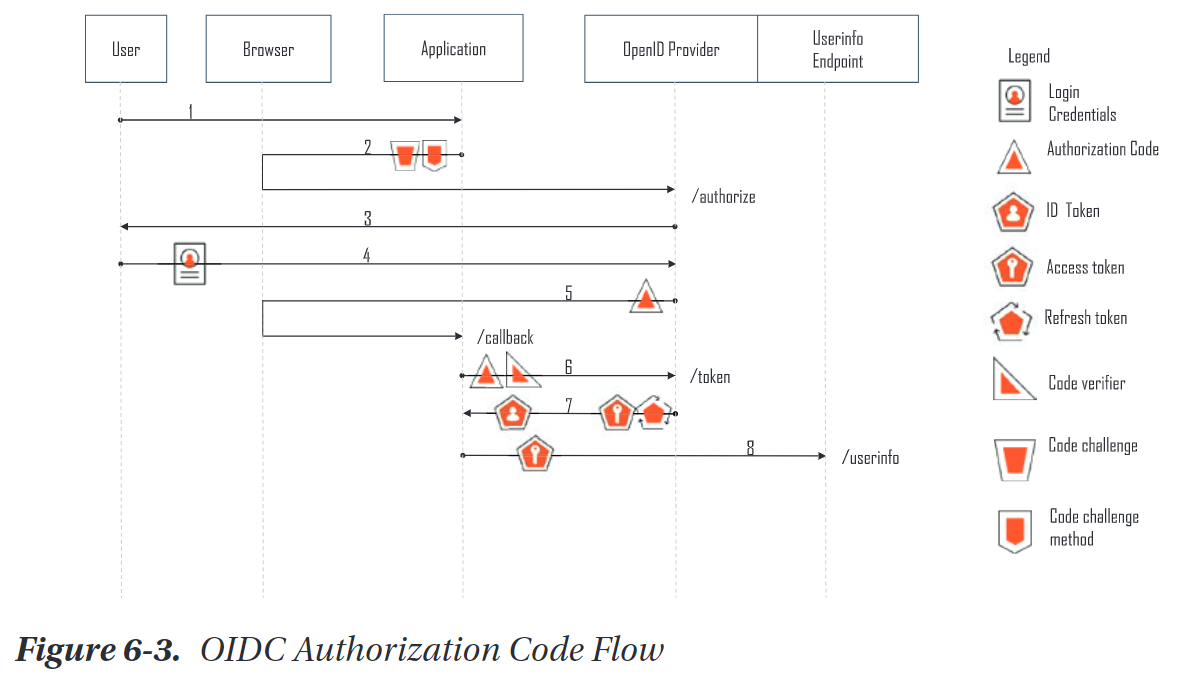 User
Browser
Application
OpenID Provider
Userinfo
Endpoint
Legend
Login
Credentials
Authorization Code
ID Token
Access token
Refresh token
Code verifier
Code challenge
Code challenge
method
1
2
/authorize
3
4
5
/callback
6
/token
7
8
/userinfo
Figure 6-3. OIDC Authorization Code Flow